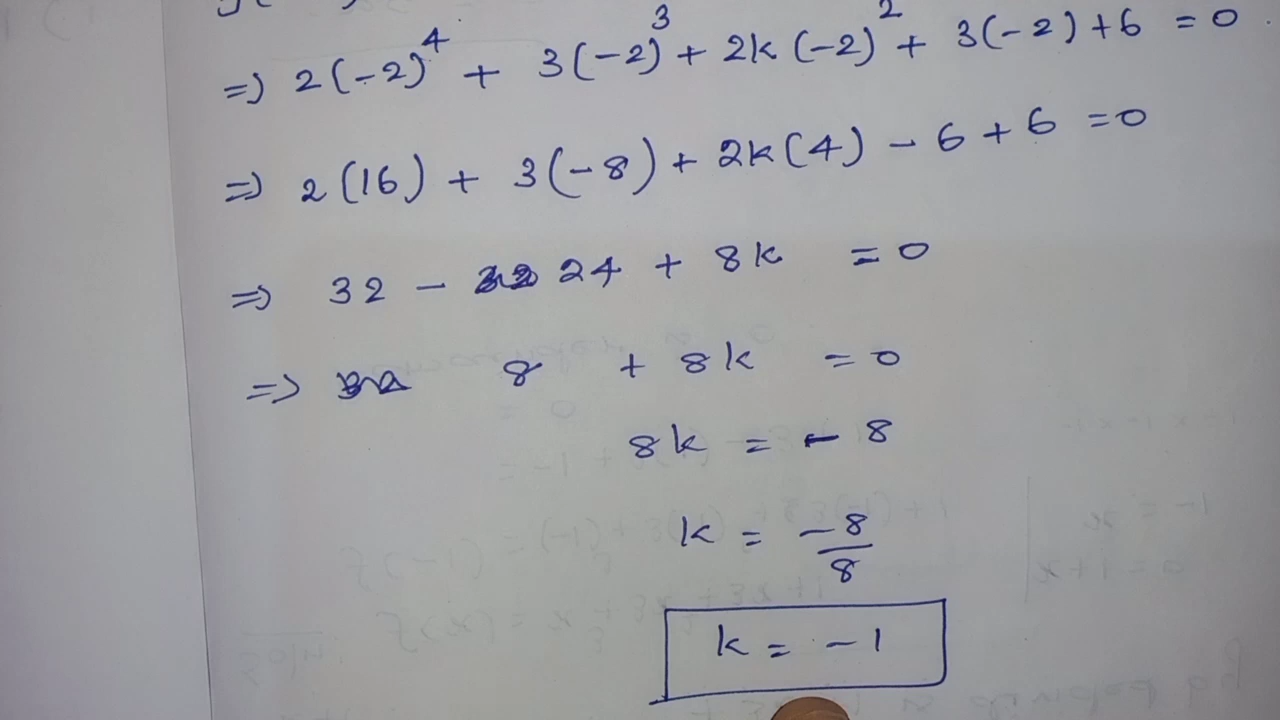 => 2(-2)^4 + 3(-2)^3 + 2k(-2)^2 + 3(-2)+6 = 0
=> 2(16) + 3(-8) + 2k(4) - 6 + 6 = 0
=> 32 - 24 + 8k = 0
=> 8 + 8k = 0
8k = - 8
k = -8/8
k = -1